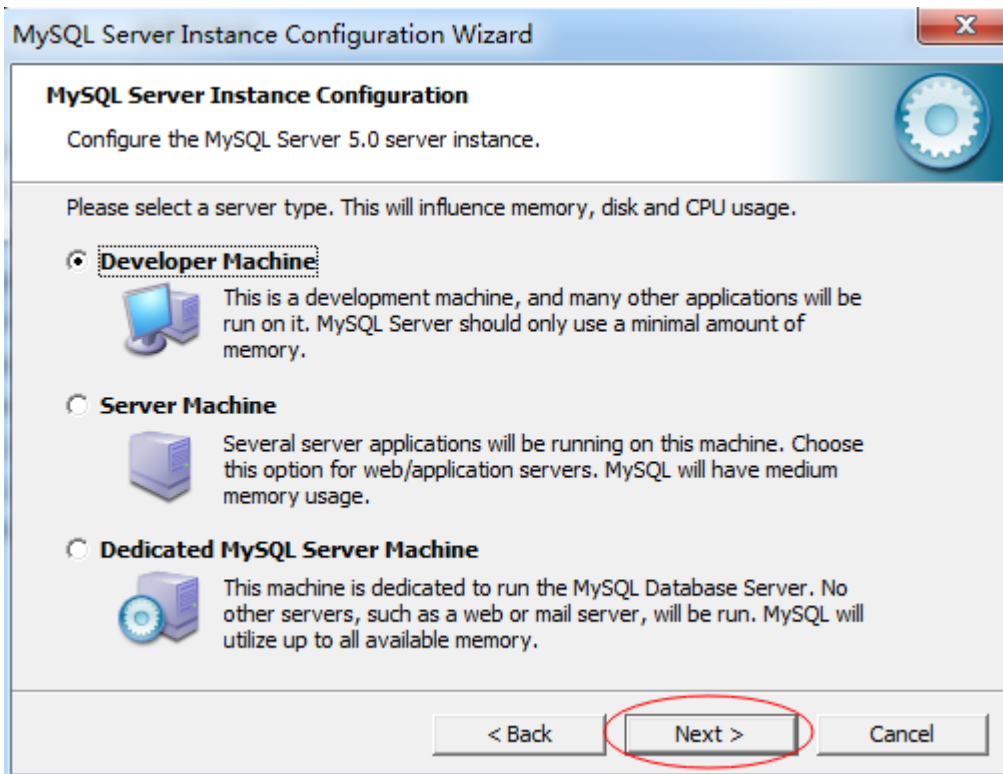 MySQL Server Instance Configuration Wizard
MySQL Server Instance Configuration
Configure the MySQL Server 5.0 server instance.
Please select a server type. This will influence memory, disk and CPU usage.
Developer Machine
This is a development machine, and many other applications will be
run on it. MySQL Server should only use a minimal amount of
memory.
Server Machine
Several server applications will be running on this machine. Choose
this option for web/application servers. MySQL will have medium
memory usage.
Dedicated MySQL Server Machine
This machine is dedicated to run the MySQL Database Server. No
other servers, such as a web or mail server, will be run. MySQL will
utilize up to all available memory.
< Back
Next >
Cancel